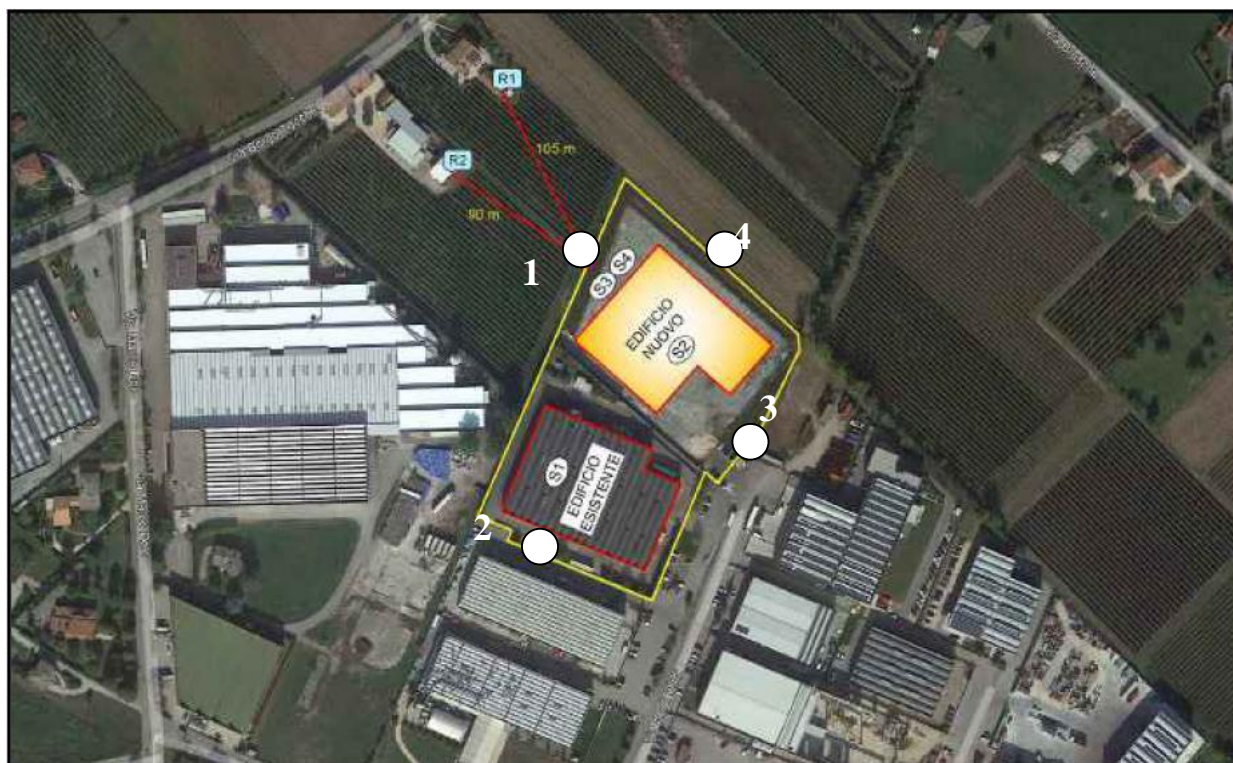 R1
105 m
R2
90 m
1
4
S3
S4
EDIFICIO
NUOVO
S2
3
S1
EDIFICIO
ESISTENTE
2